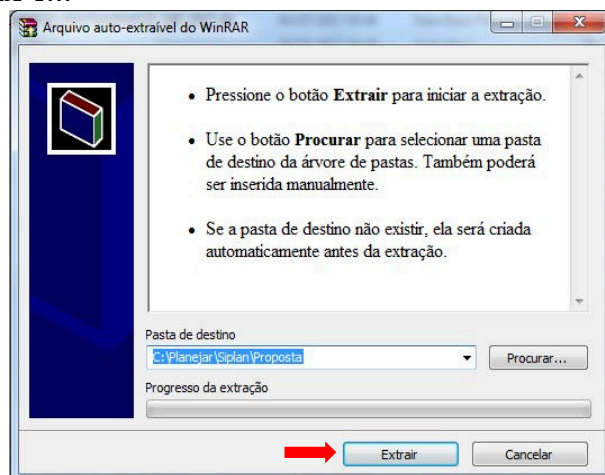 Arquivo auto-extraível do WinRAR
• Pressione o botão Extrair para iniciar a extração.
• Use o botão Procurar para selecionar uma pasta
de destino da árvore de pastas. Também poderá
ser inserida manualmente.
• Se a pasta de destino não existir, ela será criada
automaticamente antes da extração.
Pasta de destino
C:\Planejar\Siplan\Proposta
Procurar...
Progresso da extração
Extrair
Cancelar